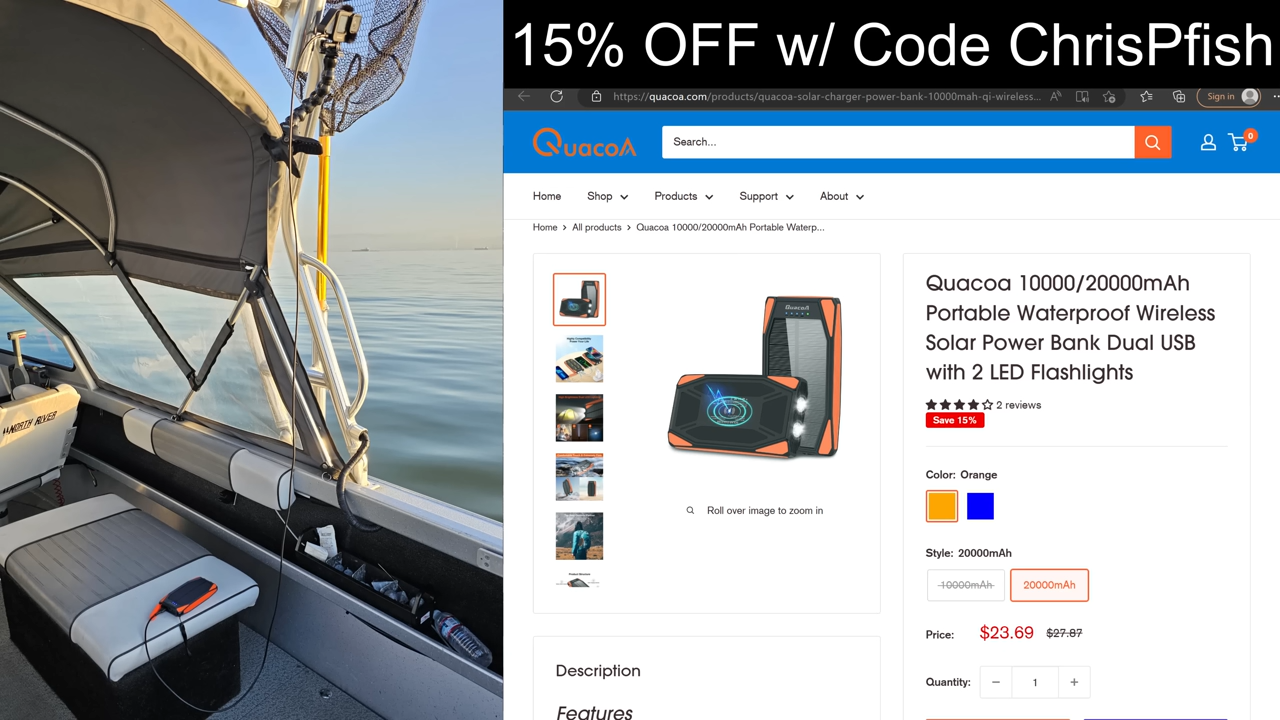 15% OFF w/ Code ChrisPfish
https://quacoa.com/products/quacoa-solar-charger-power-bank-10000mah-qi-wireless...
Sign in
QuacoA
Search...
0
Home
Shop
Products
Support
About
Home > All products > Quacoa 10000/20000mAh Portable Waterp...
Quacoa 10000/20000mAh
Portable Waterproof Wireless
Solar Power Bank Dual USB
with 2 LED Flashlights
2 reviews
Save 15%
Color: Orange
Style: 20000mAh
10000mAh
20000mAh
Price: $23.69 $27.87
Quantity: − 1 +
QuacoA
Roll over image to zoom in
Description
Features
NORTH RIVER